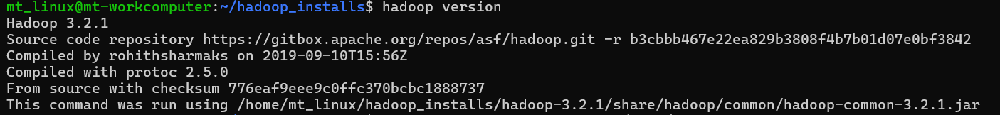 mt_linux@mt-workcomputer:~/hadoop_installs$ hadoop version
Hadoop 3.2.1
Source code repository https://gitbox.apache.org/repos/asf/hadoop.git -r b3cbbb467e22ea829b3808f4b7b01d07e0bf3842
Compiled by rohithsharmaks on 2019-09-10T15:56Z
Compiled with protoc 2.5.0
From source with checksum 776eaf9eee9c0ffc370bcbc1888737
This command was run using /home/mt_linux/hadoop_installs/hadoop-3.2.1/share/hadoop/common/hadoop-common-3.2.1.jar